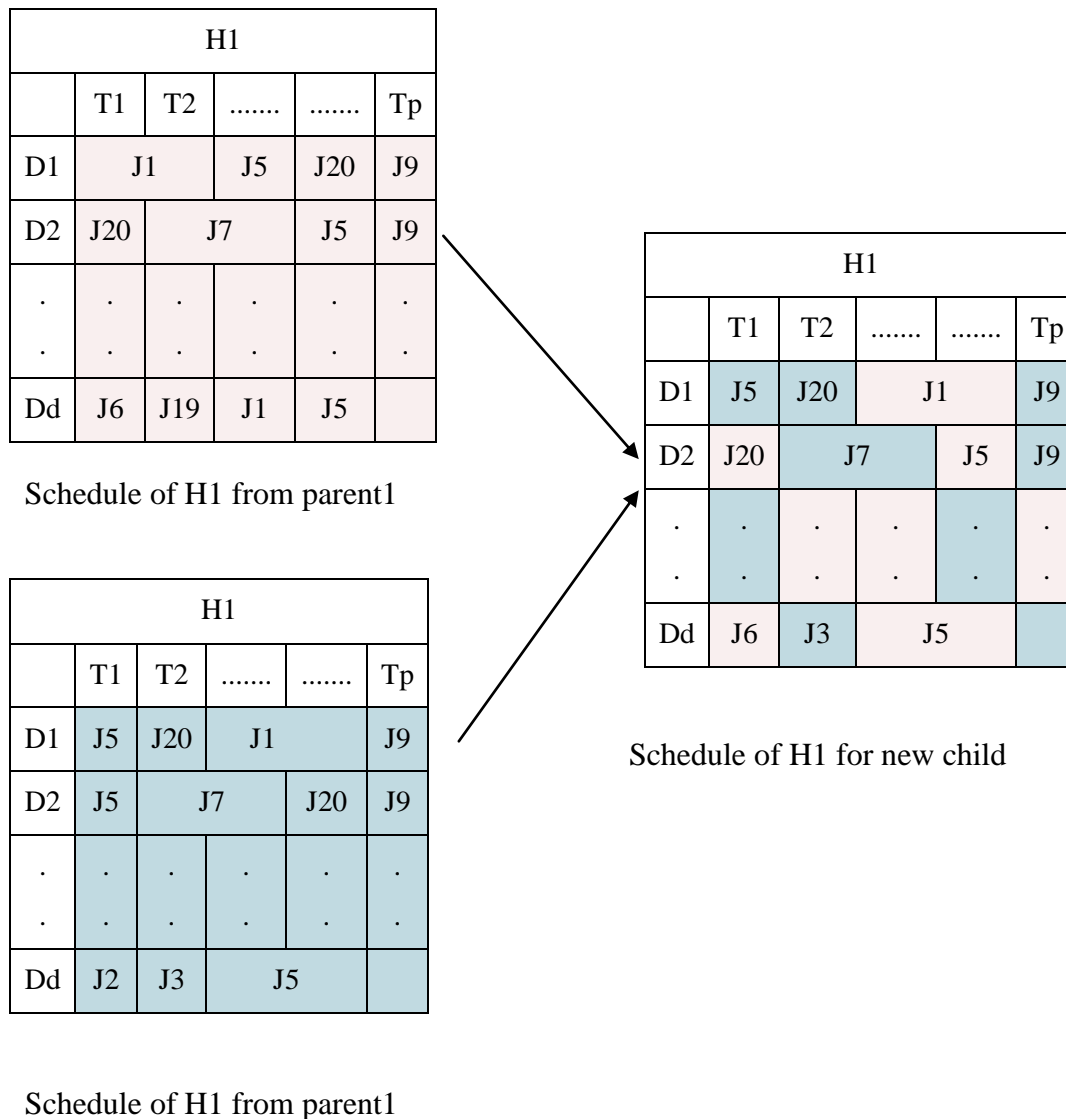 H1
T1 T2 ....... ....... Tp
D1 J1 J5 J20 J9
D2 J20 J7 J5 J9
. . . . . .
. . . . . .
Dd J6 J19 J1 J5
Schedule of H1 from parent1
H1
T1 T2 ....... ....... Tp
D1 J5 J20 J1 J9
D2 J5 J7 J20 J9
. . . . . .
. . . . . .
Dd J2 J3 J5
Schedule of H1 from parent1
H1
T1 T2 ....... ....... Tp
D1 J5 J20 J1 J9
D2 J20 J7 J5 J9
. . . . . .
. . . . . .
Dd J6 J3 J5
Schedule of H1 for new child